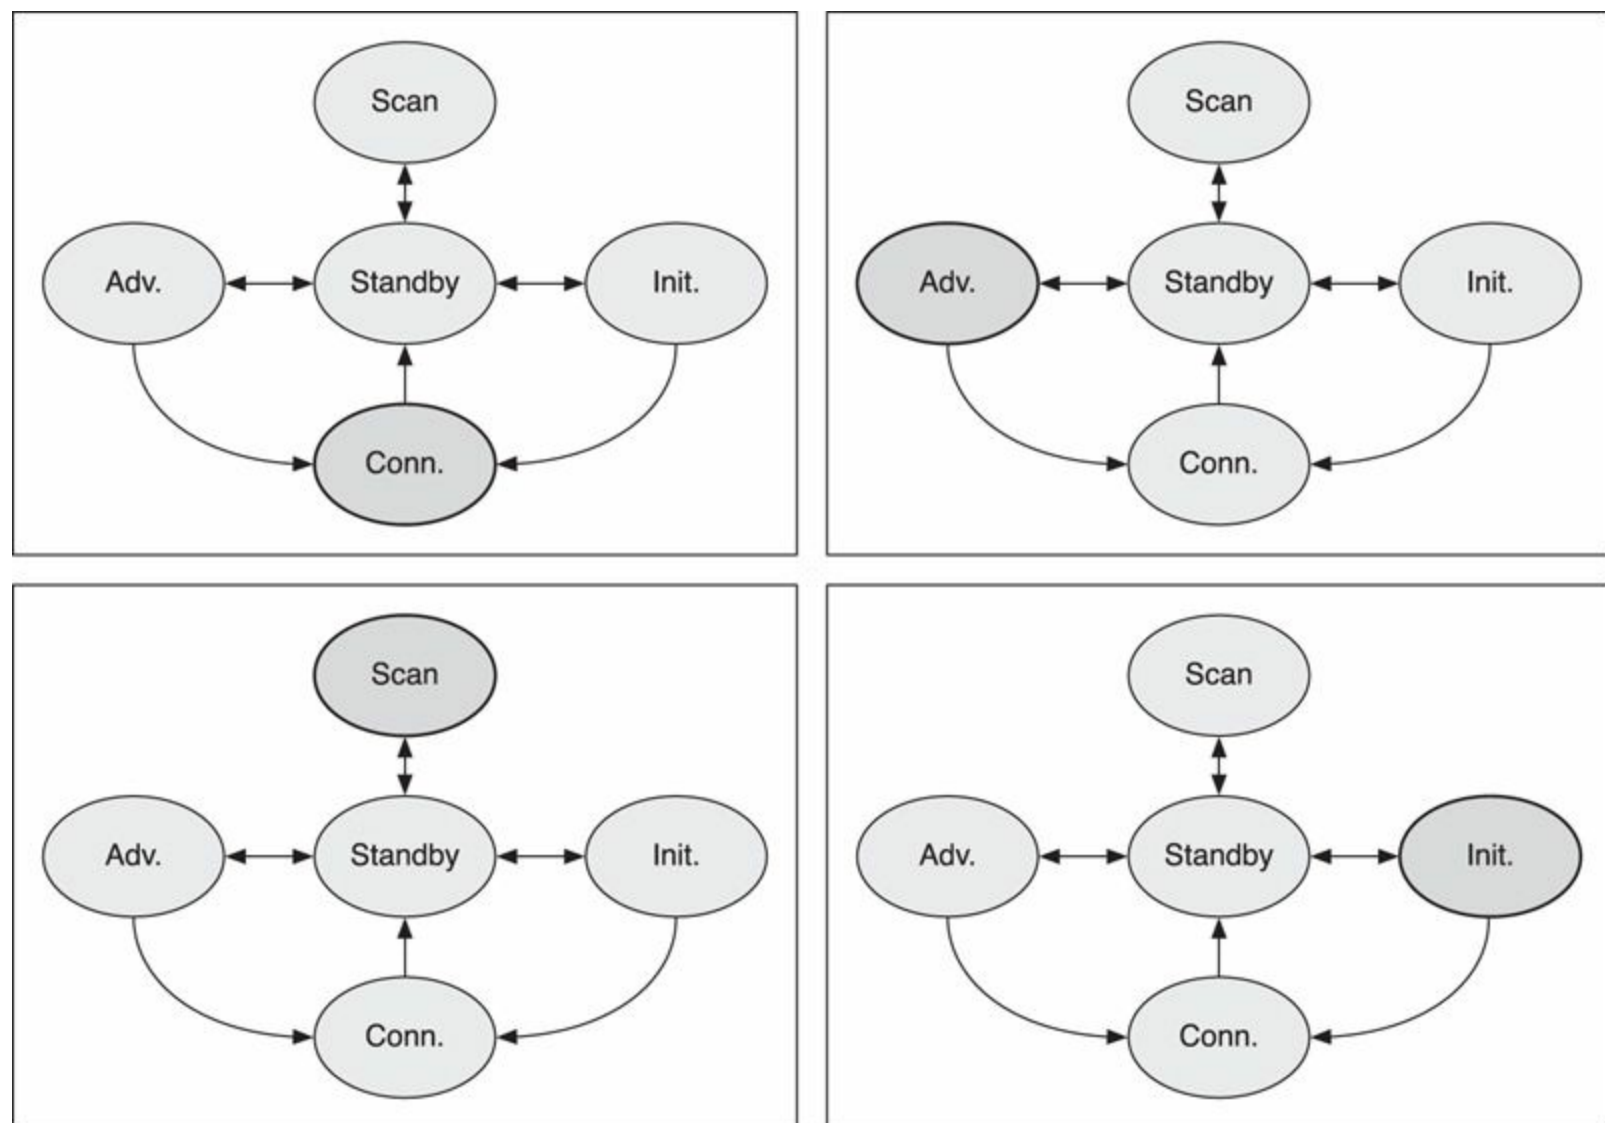 Scan
Adv.
Standby
Init.
Conn.
Scan
Adv.
Standby
Init.
Conn.
Scan
Adv.
Standby
Init.
Conn.
Scan
Adv.
Standby
Init.
Conn.